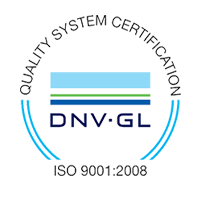 QUALITY SYSTEM CERTIFICATION
DNV·GL
ISO 9001:2008